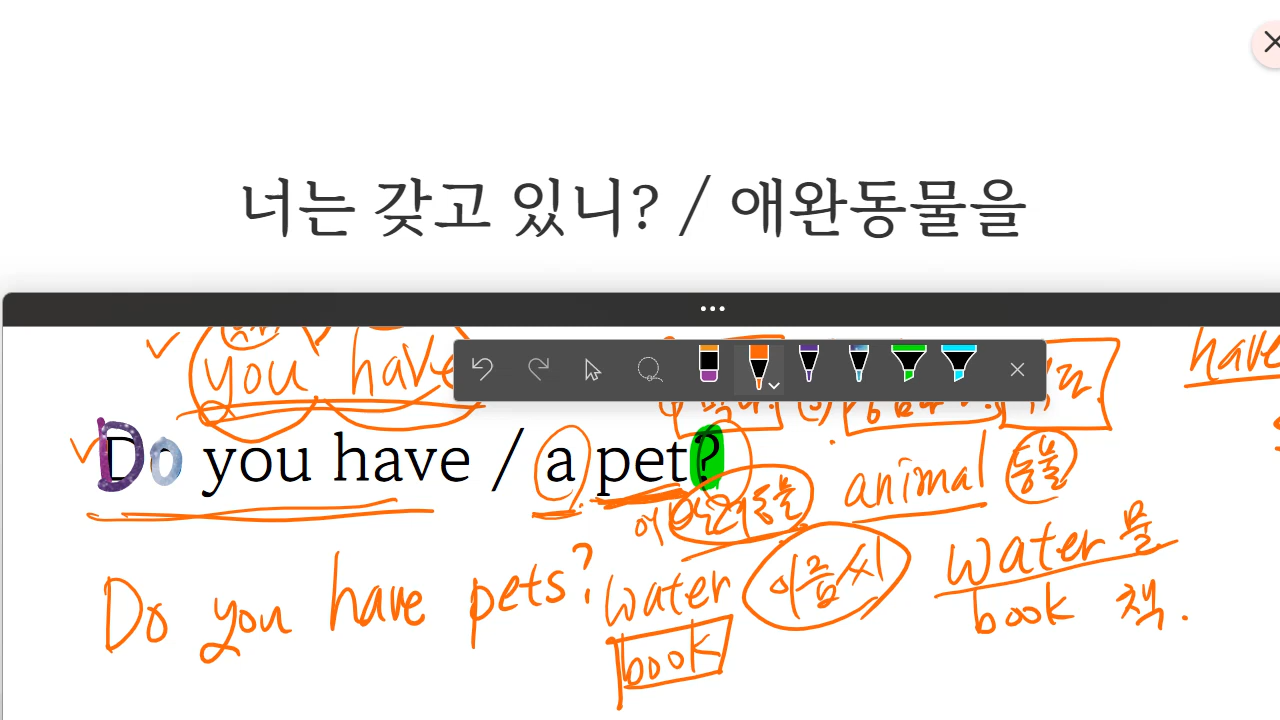 너는 갖고 있니? / 애완동물을
you have
have
Do you have / a pet?
animal 동물
Do you have pets?
water 이름씨 water 물
book book 책.